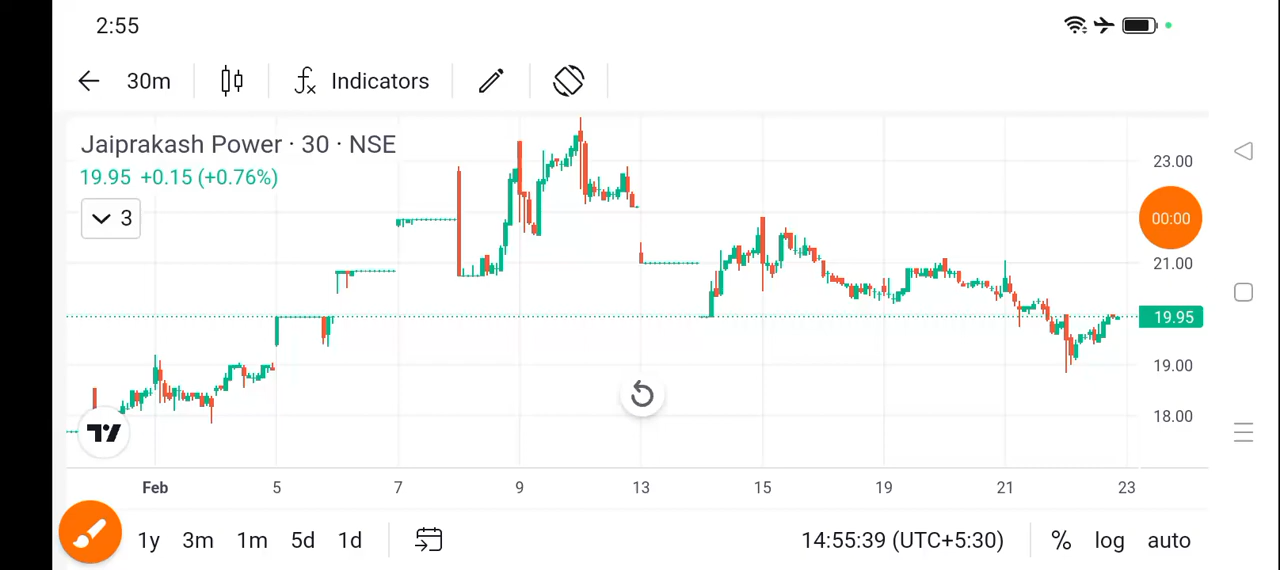 2:55
30m Indicators
Jaiprakash Power · 30 · NSE
19.95 +0.15 (+0.76%)
3
23.00
00:00
21.00
19.95
19.00
18.00
Feb 5 7 9 13 15 19 21 23
1y 3m 1m 5d 1d 14:55:39 (UTC+5:30) % log auto